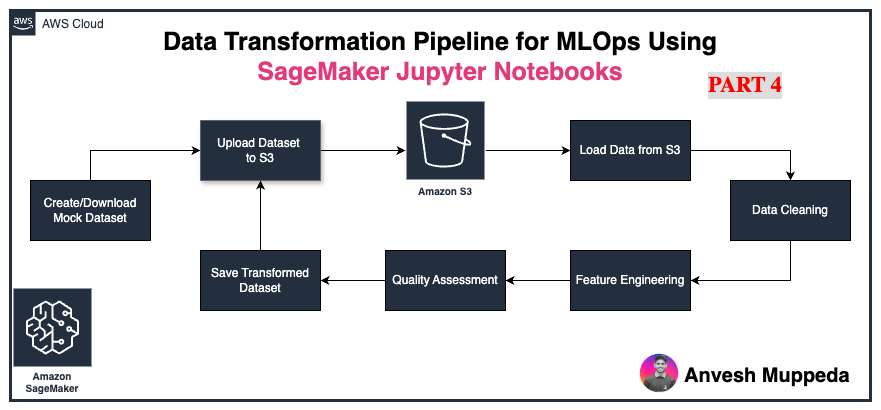 aws
AWS Cloud
Data Transformation Pipeline for MLOps Using
SageMaker Jupyter Notebooks
PART 4
Upload Dataset
to S3
Amazon S3
Load Data from S3
Create/Download
Mock Dataset
Data Cleaning
Save Transformed
Dataset
Quality Assessment
Feature Engineering
Amazon
SageMaker
Anvesh Muppeda